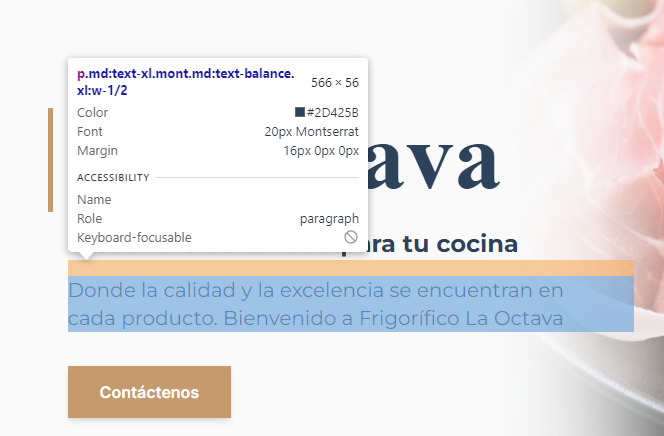 p.md:text-xl.mont.md:text-balance.
xl:w-1/2
566 × 56
Color #2D425B
Font 20px Montserrat
Margin 16px 0px 0px
ACCESSIBILITY
Name
Role paragraph
Keyboard-focusable
tava
para tu cocina
Donde la calidad y la excelencia se encuentran en
cada producto. Bienvenido a Frigorífico La Octava
Contáctenos